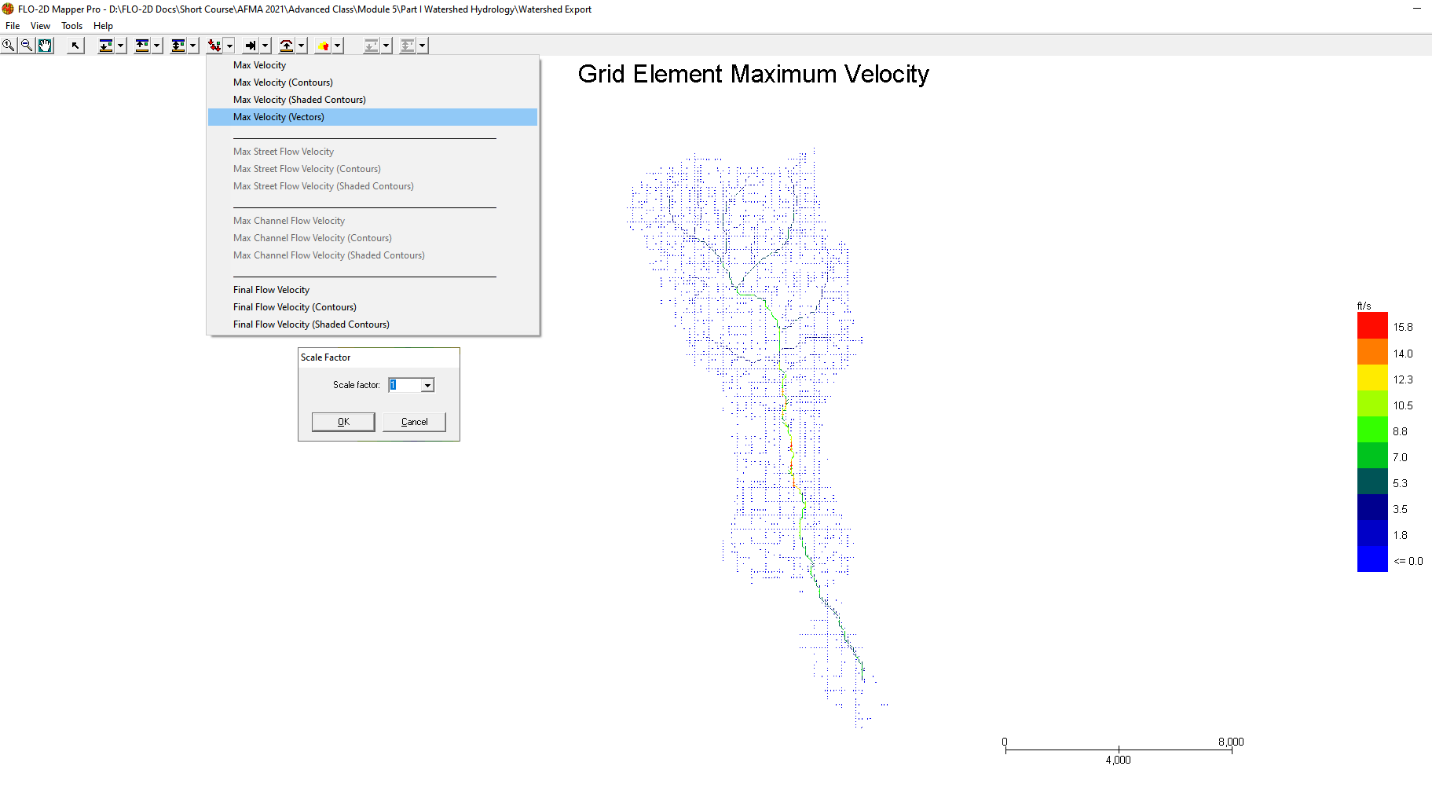 FLO-2D Mapper Pro - D:\FLO-2D Docs\Short Course\AFMA 2021\Advanced Class\Module 5\Part I Watershed Hydrology\Watershed Export
File View Tools Help
Grid Element Maximum Velocity
Max Velocity
Max Velocity (Contours)
Max Velocity (Shaded Contours)
Max Velocity (Vectors)
Max Street Flow Velocity
Max Street Flow Velocity (Contours)
Max Street Flow Velocity (Shaded Contours)
Max Channel Flow Velocity
Max Channel Flow Velocity (Contours)
Max Channel Flow Velocity (Shaded Contours)
Final Flow Velocity
Final Flow Velocity (Contours)
Final Flow Velocity (Shaded Contours)
Scale Factor
Scale factor: 1
OK Cancel
ft/s
15.8
14.0
12.3
10.5
8.8
7.0
5.3
3.5
1.8
<= 0.0
0 8,000
4,000